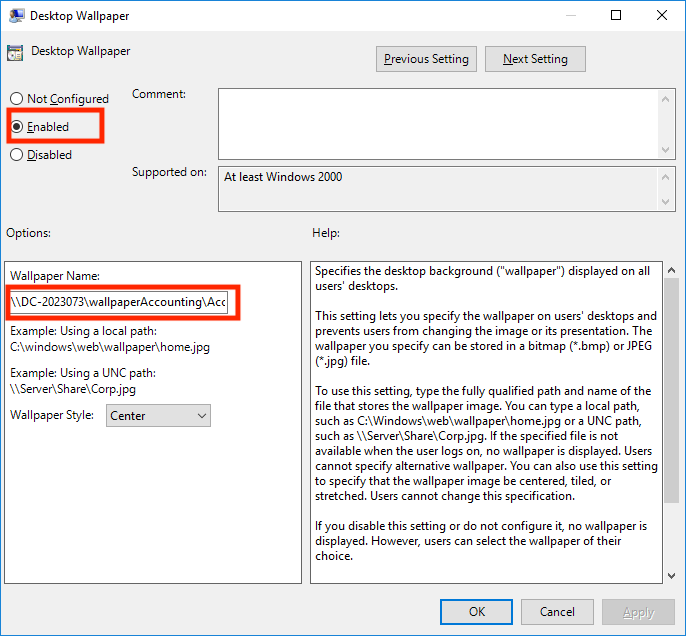 Desktop Wallpaper
Desktop Wallpaper
Previous Setting
Next Setting
Not Configured
Comment:
Enabled
Disabled
Supported on:
At least Windows 2000
Options:
Help:
Wallpaper Name:
\\DC-2023073\wallpaperAccounting\Acc
Example: Using a local path:
C:\windows\web\wallpaper\home.jpg
Example: Using a UNC path:
\\Server\Share\Corp.jpg
Wallpaper Style:
Center
Specifies the desktop background ("wallpaper") displayed on all
users' desktops.
This setting lets you specify the wallpaper on users' desktops and
prevents users from changing the image or its presentation. The
wallpaper you specify can be stored in a bitmap (*.bmp) or JPEG
(*.jpg) file.
To use this setting, type the fully qualified path and name of the
file that stores the wallpaper image. You can type a local path,
such as C:\Windows\web\wallpaper\home.jpg or a UNC path,
such as \\Server\Share\Corp.jpg. If the specified file is not
available when the user logs on, no wallpaper is displayed. Users
cannot specify alternative wallpaper. You can also use this setting
to specify that the wallpaper image be centered, tiled, or
stretched. Users cannot change this specification.
If you disable this setting or do not configure it, no wallpaper is
displayed. However, users can select the wallpaper of their
choice.
OK
Cancel
Apply